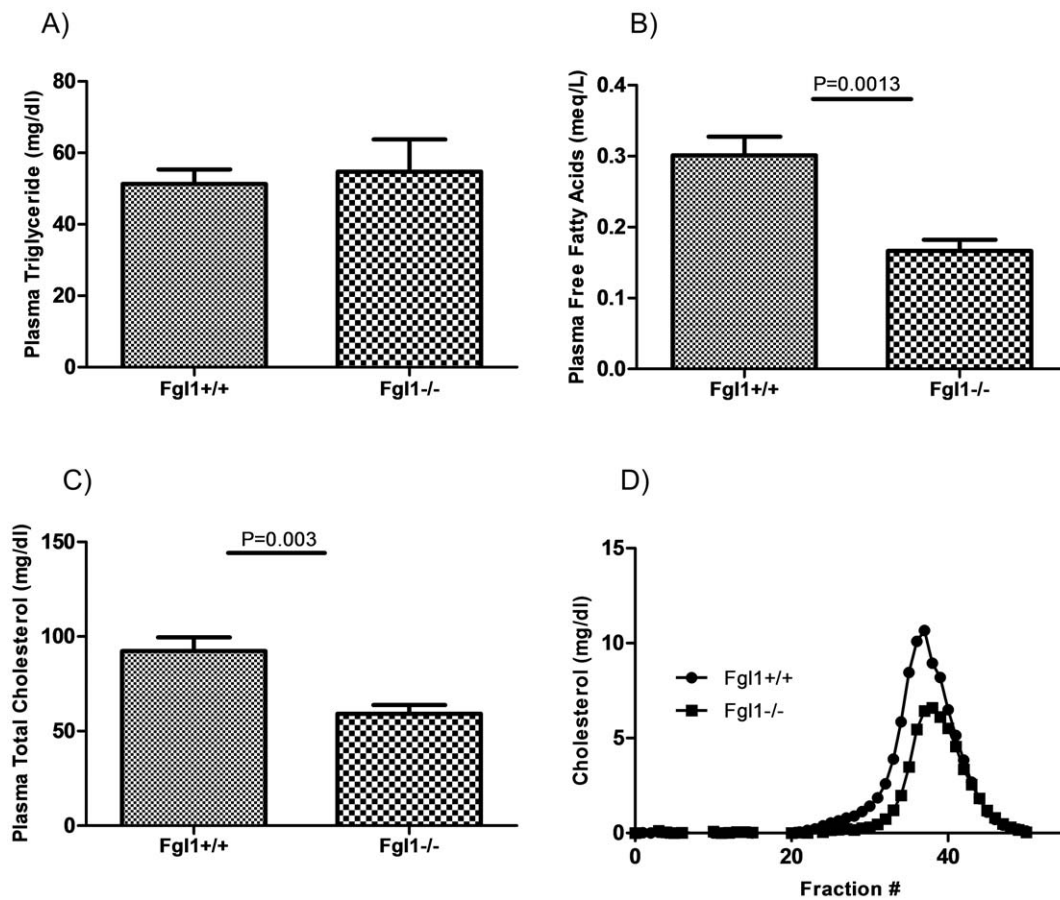 A)
Plasma Triglyceride (mg/dl)
80
60
40
20
0
Fgl1+/+
Fgl1-/-
B)
Plasma Free Fatty Acids (meq/L)
P=0.0013
0.4
0.3
0.2
0.1
0.0
Fgl1+/+
Fgl1-/-
C)
Plasma Total Cholesterol (mg/dl)
P=0.003
150
100
50
0
Fgl1+/+
Fgl1-/-
D)
Cholesterol (mg/dl)
15
10
5
0
Fgl1+/+
Fgl1-/-
0
20
40
Fraction #